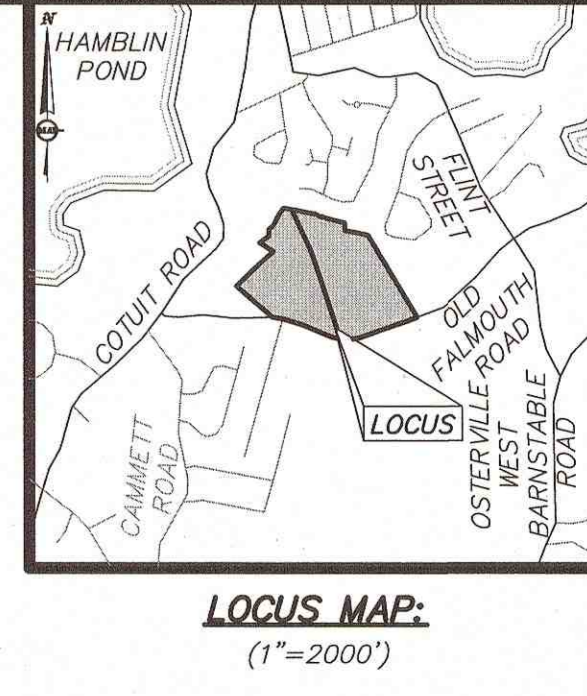 N
HAMBLIN
POND
FLINT
STREET
COTUIT ROAD
OLD
FALMOUTH
ROAD
LOCUS
OSTERVILLE
WEST
BARNSTABLE
ROAD
CAMMETT
ROAD
LOCUS MAP:
(1"=2000')